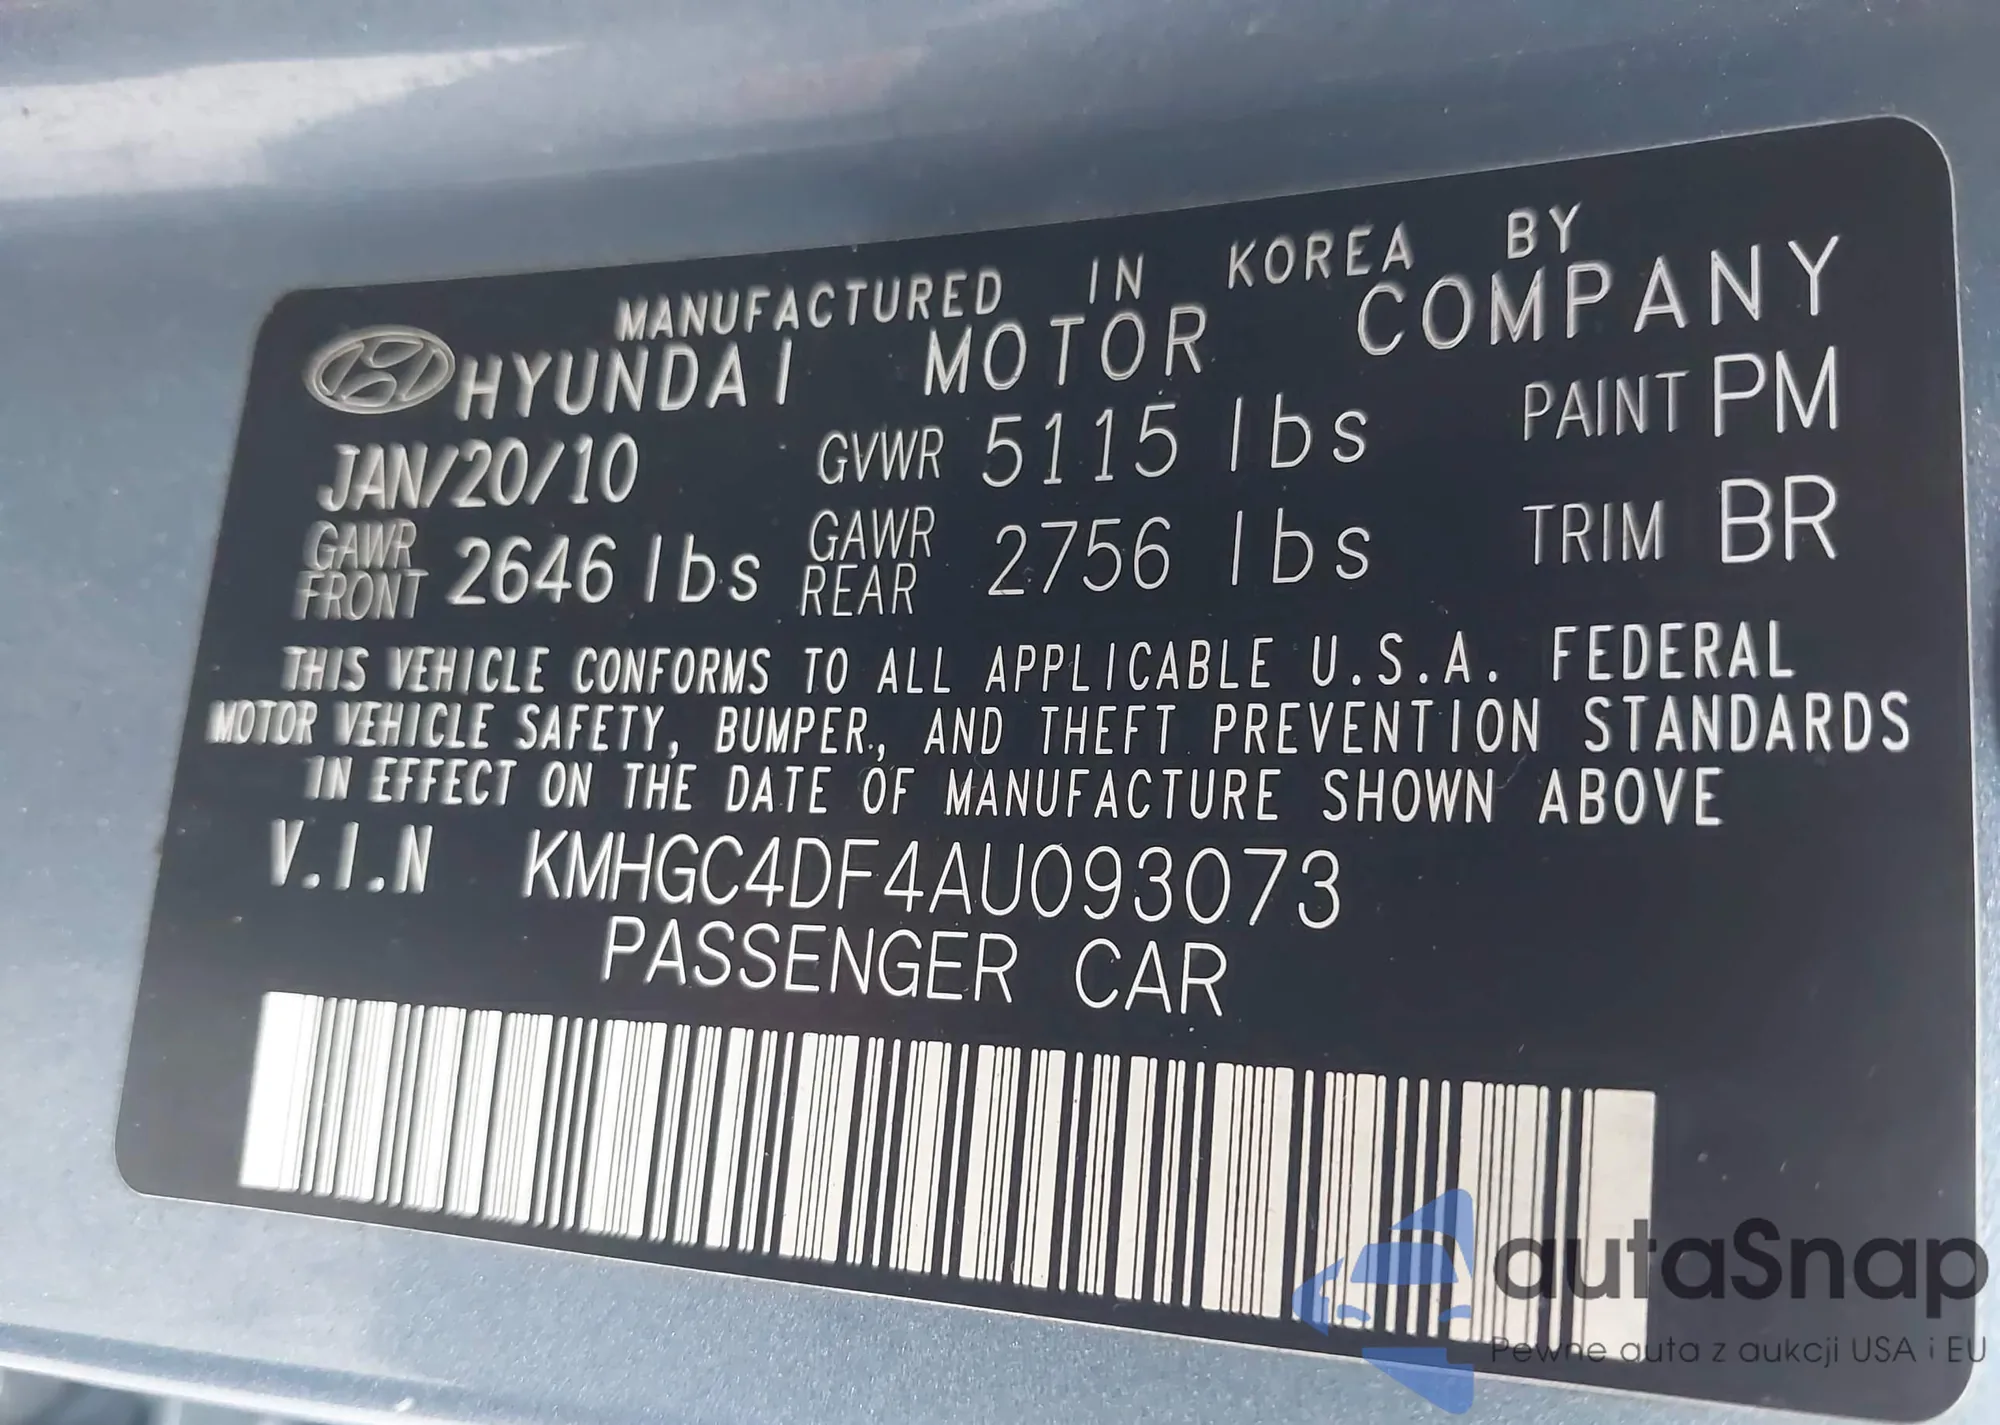 MANUFACTURED IN KOREA BY
HYUNDAI MOTOR COMPANY
JAN/20/10 GVWR 5115 lbs PAINT PM
GAWR FRONT 2646 lbs GAWR REAR 2756 lbs TRIM BR
THIS VEHICLE CONFORMS TO ALL APPLICABLE U.S.A. FEDERAL
MOTOR VEHICLE SAFETY, BUMPER, AND THEFT PREVENTION STANDARDS
IN EFFECT ON THE DATE OF MANUFACTURE SHOWN ABOVE
V.I.N KMHGC4DF4AU093073
PASSENGER CAR
autaSnap
Pewne auta z aukcji USA i EU